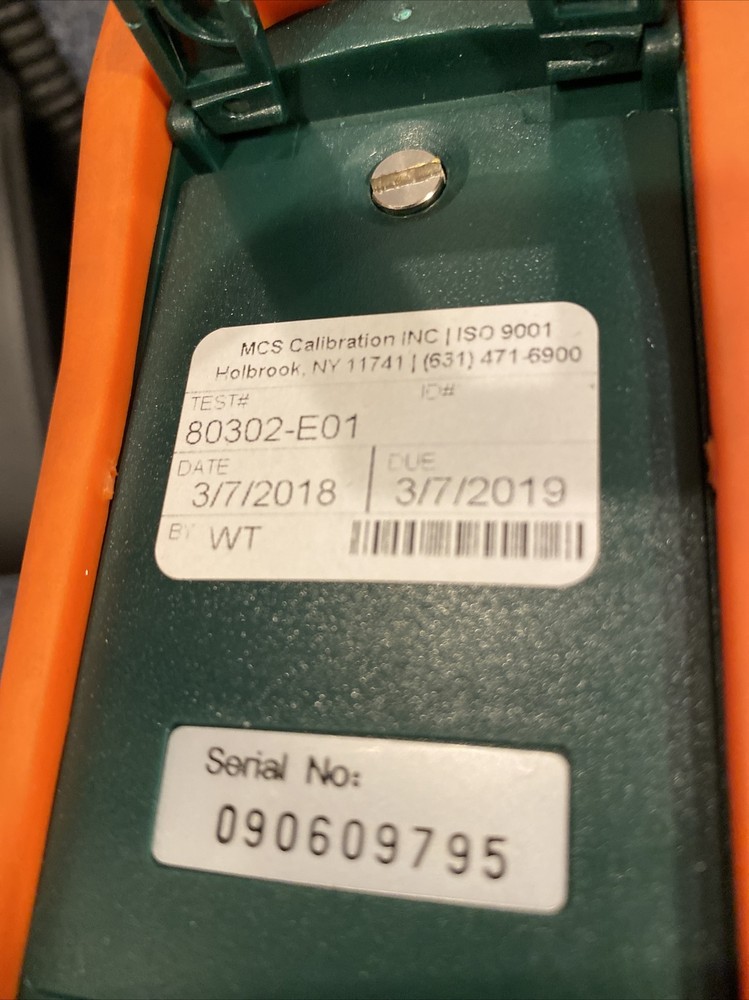 MCS Calibration INC | ISO 9001
Holbrook, NY 11741 | (631) 471-6900
TEST# ID#
80302-E01
DATE DUE
3/7/2018 3/7/2019
BY WT
Serial No:
090609795